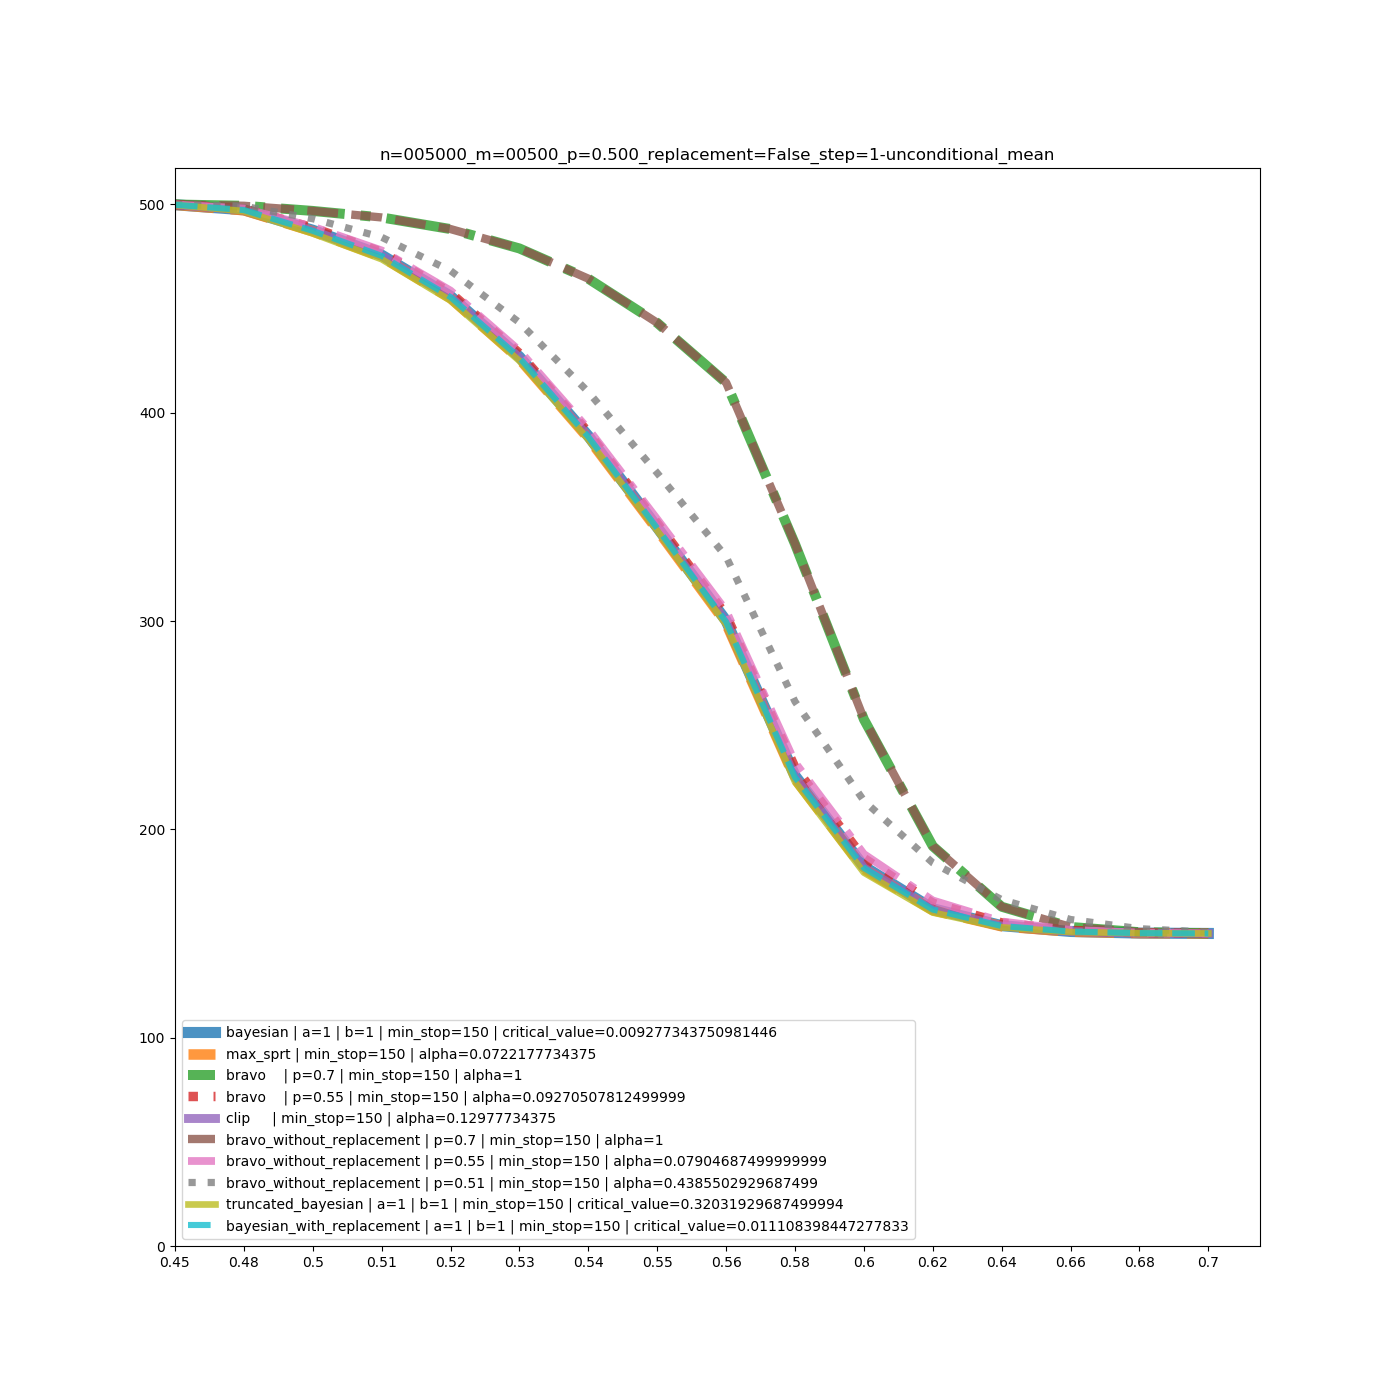 n=005000_m=00500_p=0.500_replacement=False_step=1-unconditional_mean
500
400
300
200
100
0
bayesian | a=1 | b=1 | min_stop=150 | critical_value=0.009277343750981446
max_sprt | min_stop=150 | alpha=0.0722177734375
bravo    | p=0.7 | min_stop=150 | alpha=1
bravo    | p=0.55 | min_stop=150 | alpha=0.09270507812499999
clip     | min_stop=150 | alpha=0.12977734375
bravo_without_replacement | p=0.7 | min_stop=150 | alpha=1
bravo_without_replacement | p=0.55 | min_stop=150 | alpha=0.07904687499999999
bravo_without_replacement | p=0.51 | min_stop=150 | alpha=0.4385502929687499
truncated_bayesian | a=1 | b=1 | min_stop=150 | critical_value=0.32031929687499994
bayesian_with_replacement | a=1 | b=1 | min_stop=150 | critical_value=0.011108398447277833
0.45 0.48 0.5 0.51 0.52 0.53 0.54 0.55 0.56 0.58 0.6 0.62 0.64 0.66 0.68 0.7